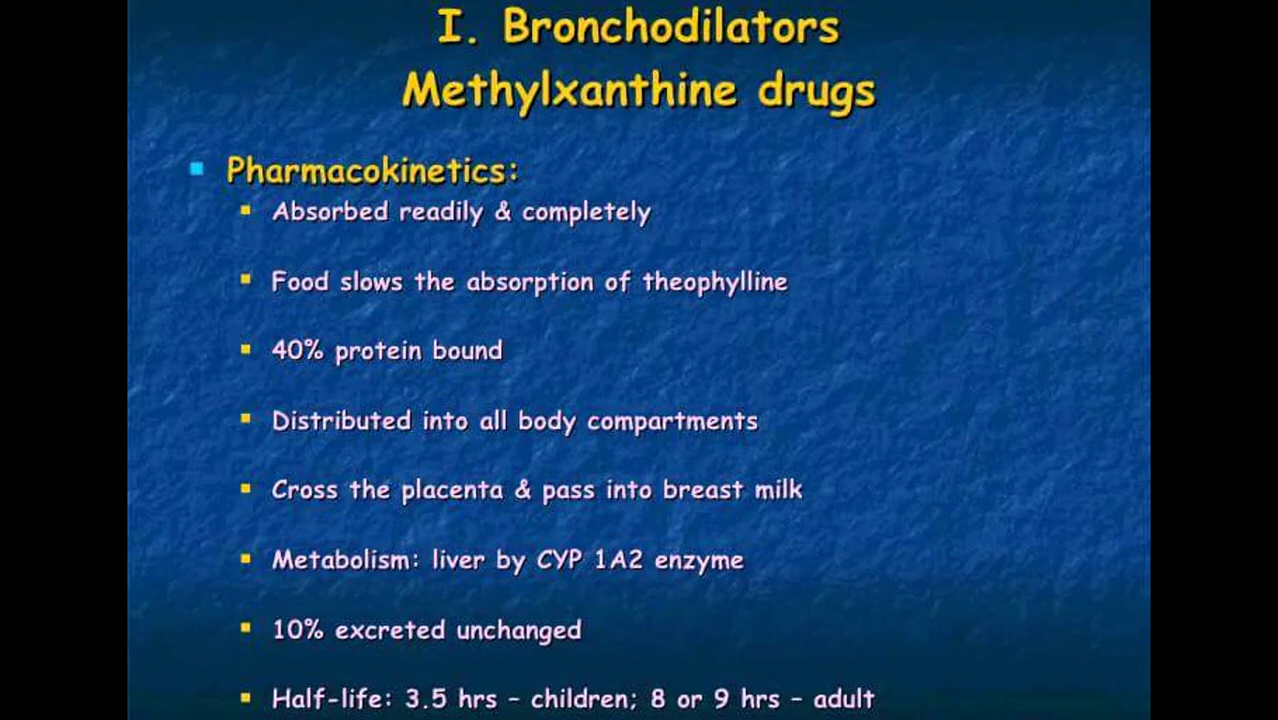 I. Bronchodilators
Methylxanthine drugs
Pharmacokinetics:
Absorbed readily & completely
Food slows the absorption of theophylline
40% protein bound
Distributed into all body compartments
Cross the placenta & pass into breast milk
Metabolism: liver by CYP 1A2 enzyme
10% excreted unchanged
Half-life: 3.5 hrs – children; 8 or 9 hrs – adult